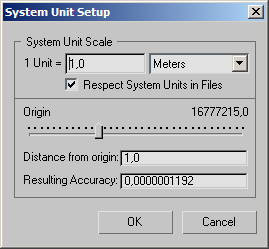 System Unit Setup
System Unit Scale
1 Unit = 1,0 Meters
Respect System Units in Files
Origin 16777215,0
Distance from origin: 1,0
Resulting Accuracy: 0,0000001192
OK Cancel